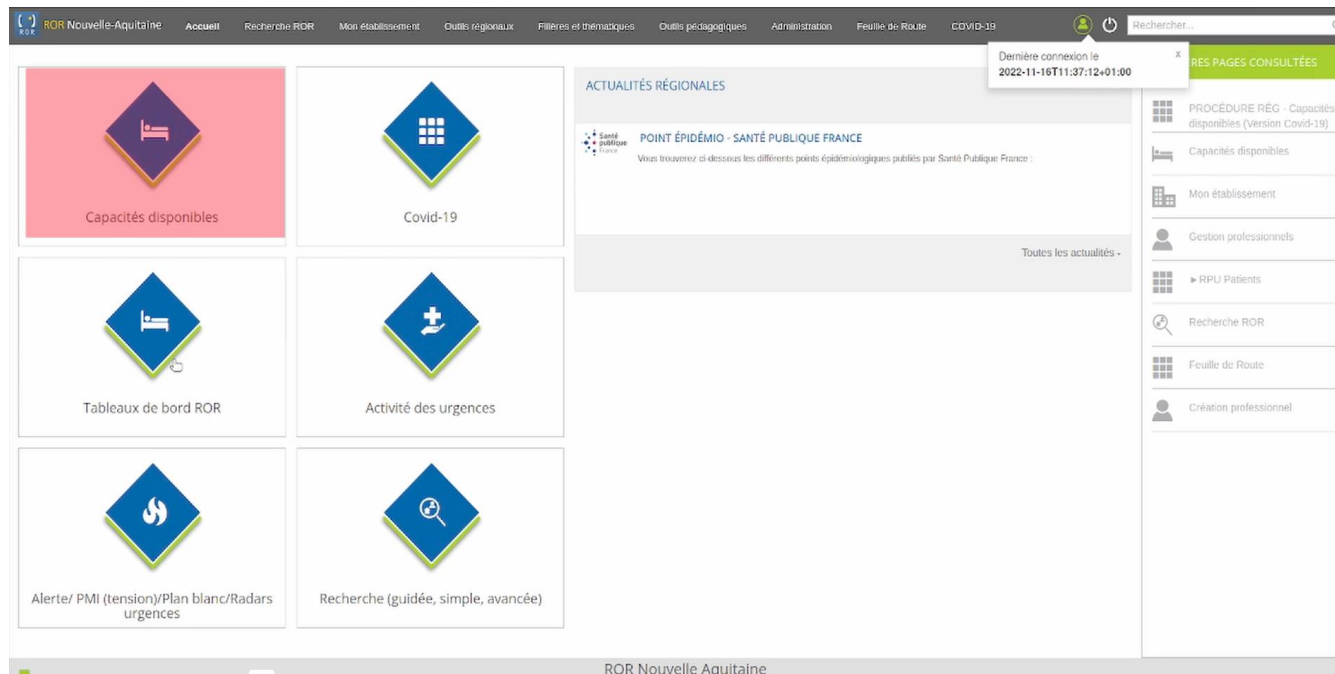 ROR
ROR Nouvelle-Aquitaine
Accueil
Recherche ROR
Mon établissement
Outils régionaux
Filières et thématiques
Outils pédagogiques
Administration
Feuille de Route
COVID-19
Rechercher...
Dernière connexion le
x
2022-11-16T11:37:12+01:00
RES PAGES CONSULTÉES
Capacités disponibles
Covid-19
Tableaux de bord ROR
Activité des urgences
Alerte/ PMI (tension)/Plan blanc/Radars
urgences
Recherche (guidée, simple, avancée)
ACTUALITÉS RÉGIONALES
Santé
publique
France
POINT ÉPIDÉMIO - SANTÉ PUBLIQUE FRANCE
Vous trouverez ci-dessous les différents points épidémiologiques publiés par Santé Publique France :
Toutes les actualités
PROCÉDURE RÉG - Capacités
disponibles (Version Covid-19)
Capacités disponibles
Mon établissement
Gestion professionnels
►RPU Patients
Recherche ROR
Feuille de Route
Création professionnel
ROR Nouvelle Aquitaine